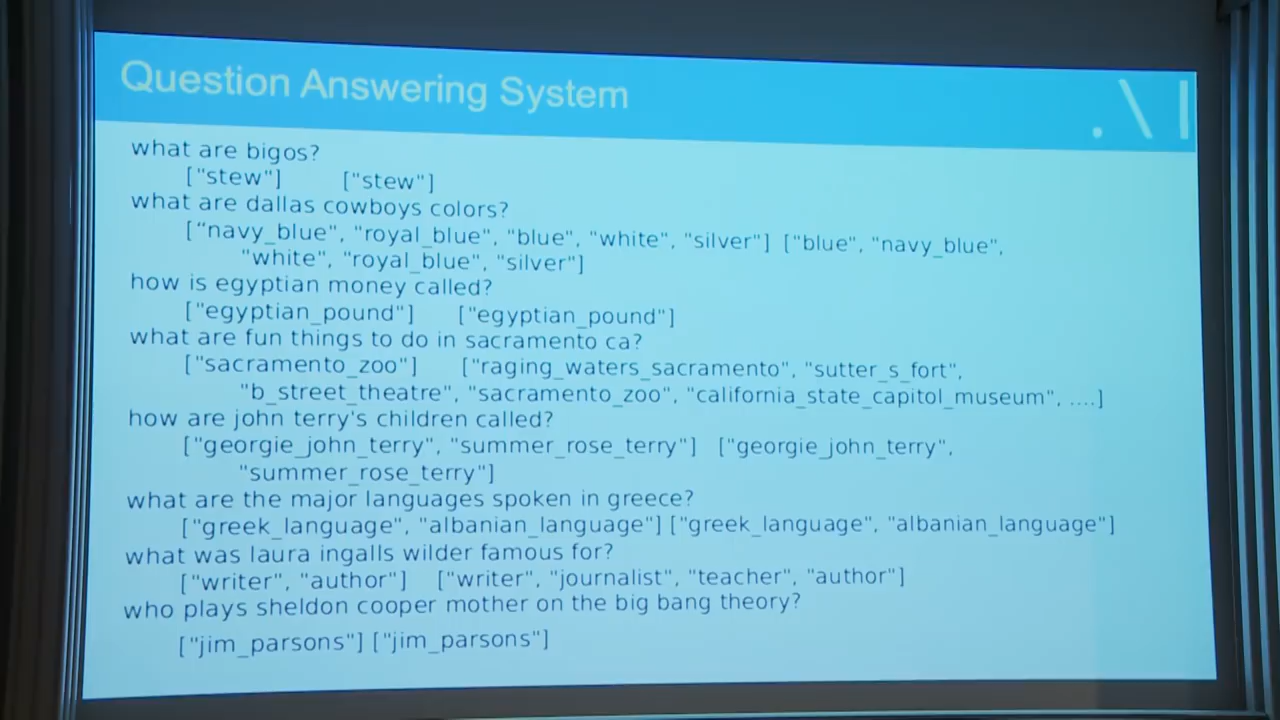 Question Answering System
. \ |
what are bigos?
["stew"] ["stew"]
what are dallas cowboys colors?
["navy_blue", "royal_blue", "blue", "white", "silver"] ["blue", "navy_blue",
"white", "royal_blue", "silver"]
how is egyptian money called?
["egyptian_pound"] ["egyptian_pound"]
what are fun things to do in sacramento ca?
["sacramento_zoo"] ["raging_waters_sacramento", "sutter_s_fort",
"b_street_theatre", "sacramento_zoo", "california_state_capitol_museum", ....]
how are john terry's children called?
["georgie_john_terry", "summer_rose_terry"] ["georgie_john_terry",
"summer_rose_terry"]
what are the major languages spoken in greece?
["greek_language", "albanian_language"] ["greek_language", "albanian_language"]
what was laura ingalls wilder famous for?
["writer", "author"] ["writer", "journalist", "teacher", "author"]
who plays sheldon cooper mother on the big bang theory?
["jim_parsons"] ["jim_parsons"]